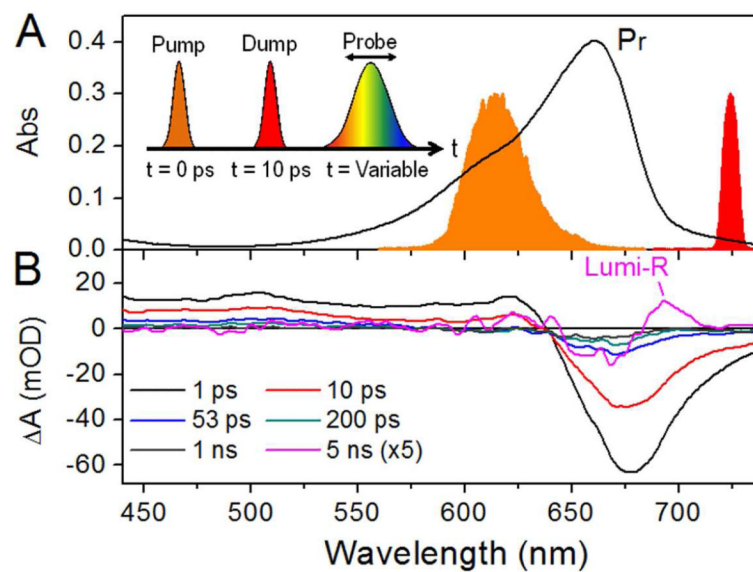 A
0.4
0.3
0.2
0.1
0.0
Abs
Pump Dump Probe
t = 0 ps t = 10 ps t = Variable
t
Pr
B
20
0
-20
-40
-60
ΔA (mOD)
Lumi-R
1 ps 10 ps
53 ps 200 ps
1 ns 5 ns (x5)
450 500 550 600 650 700
Wavelength (nm)